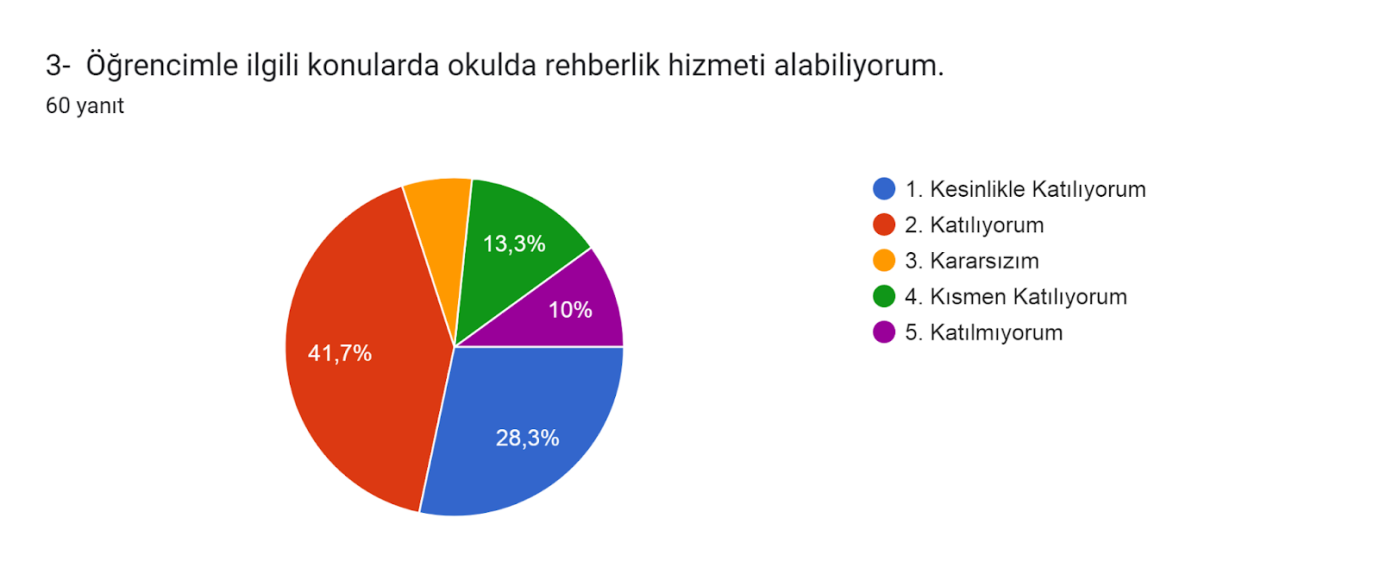 3- Öğrencimle ilgili konularda okulda rehberlik hizmeti alabiliyorum.
60 yanıt
1. Kesinlikle Katılıyorum
2. Katılıyorum
3. Kararsızım
4. Kısmen Katılıyorum
5. Katılmıyorum
13,3%
10%
41,7%
28,3%